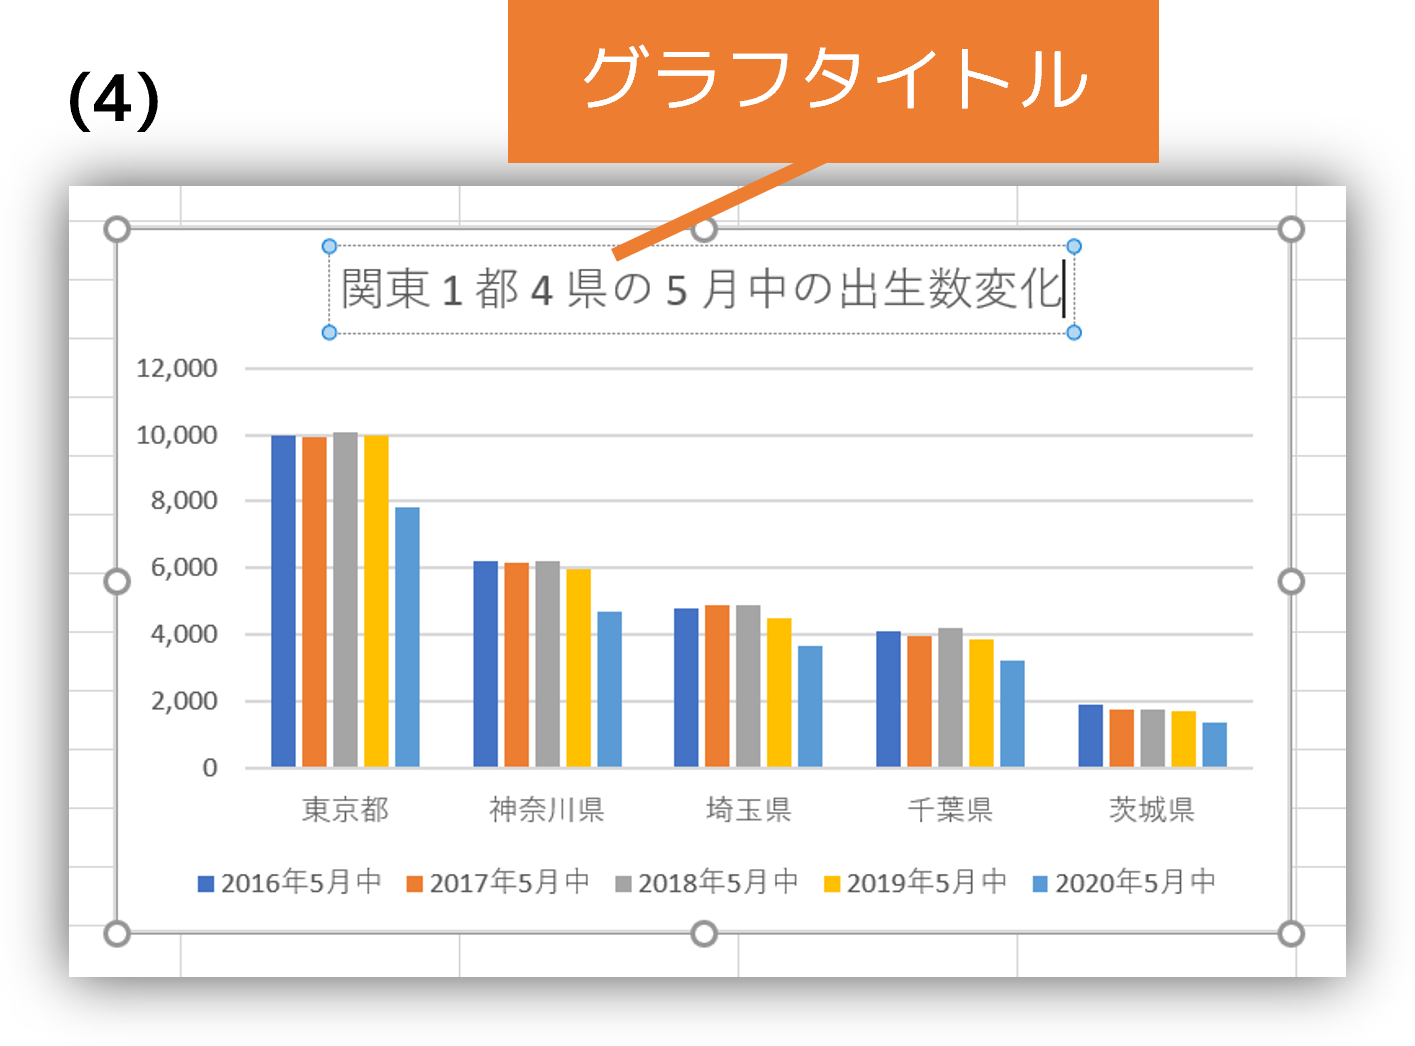 グラフタイトル
(4)
関東1都4県の5月中の出生数変化
12,000
10,000
8,000
6,000
4,000
2,000
0
東京都 神奈川県 埼玉県 千葉県 茨城県
2016年5月中 2017年5月中 2018年5月中 2019年5月中 2020年5月中